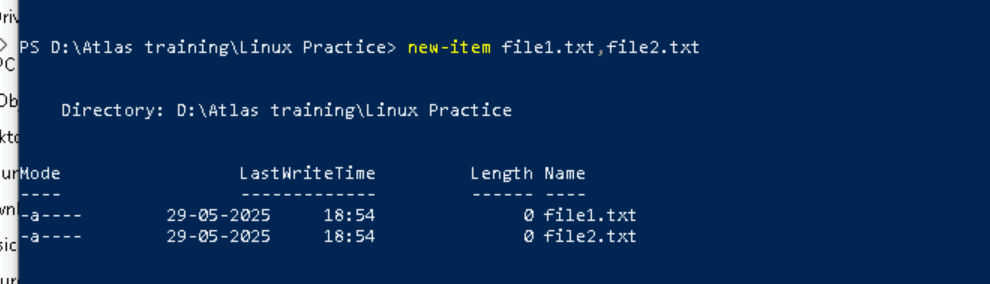 PS D:\Atlas training\Linux Practice> new-item file1.txt,file2.txt
Directory: D:\Atlas training\Linux Practice
Mode LastWriteTime Length Name
---- ------------- ------ ----
-a---- 29-05-2025 18:54 0 file1.txt
-a---- 29-05-2025 18:54 0 file2.txt